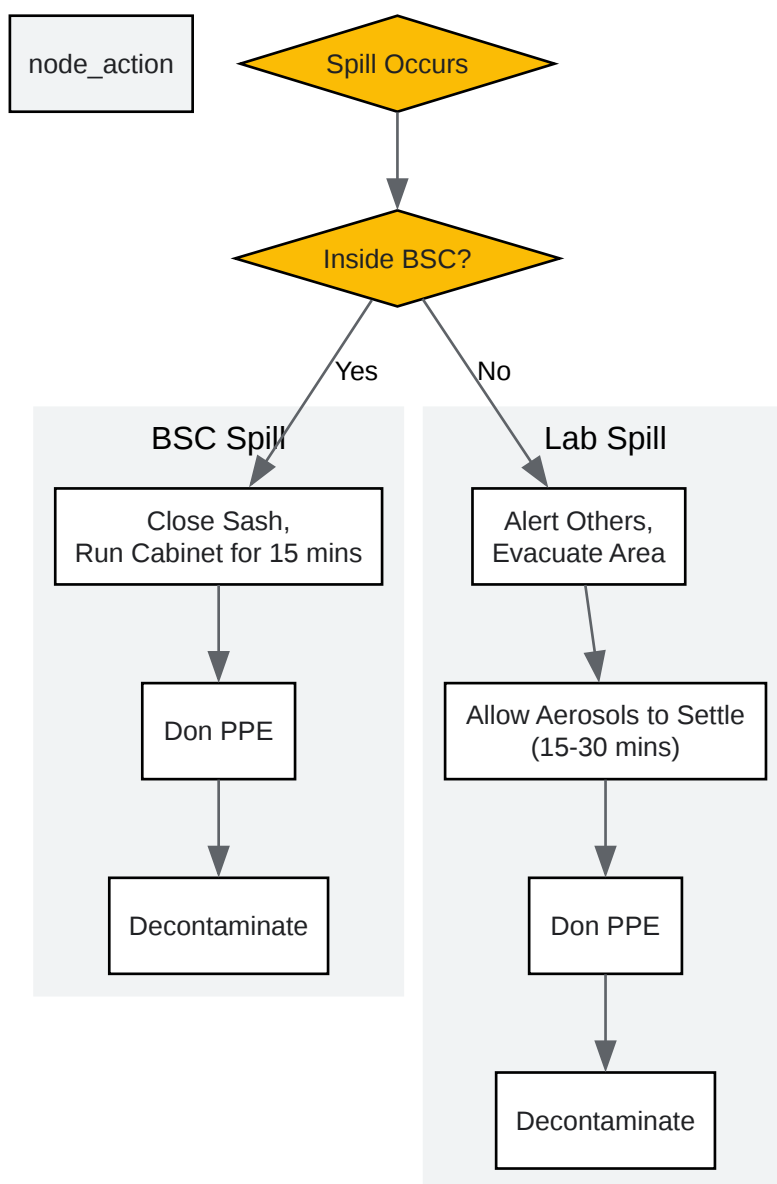 node_action
Spill Occurs
Inside BSC?
Yes
No
BSC Spill
Close Sash,
Run Cabinet for 15 mins
Don PPE
Decontaminate
Lab Spill
Alert Others,
Evacuate Area
Allow Aerosols to Settle
(15-30 mins)
Don PPE
Decontaminate